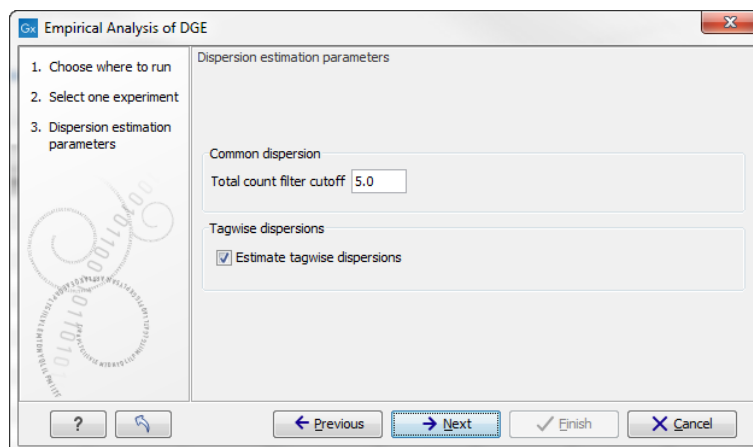 Gx Empirical Analysis of DGE
X
1. Choose where to run
2. Select one experiment
3. Dispersion estimation
parameters
Dispersion estimation parameters
Common dispersion
Total count filter cutoff 5.0
Tagwise dispersions
Estimate tagwise dispersions
? Previous Next Finish Cancel